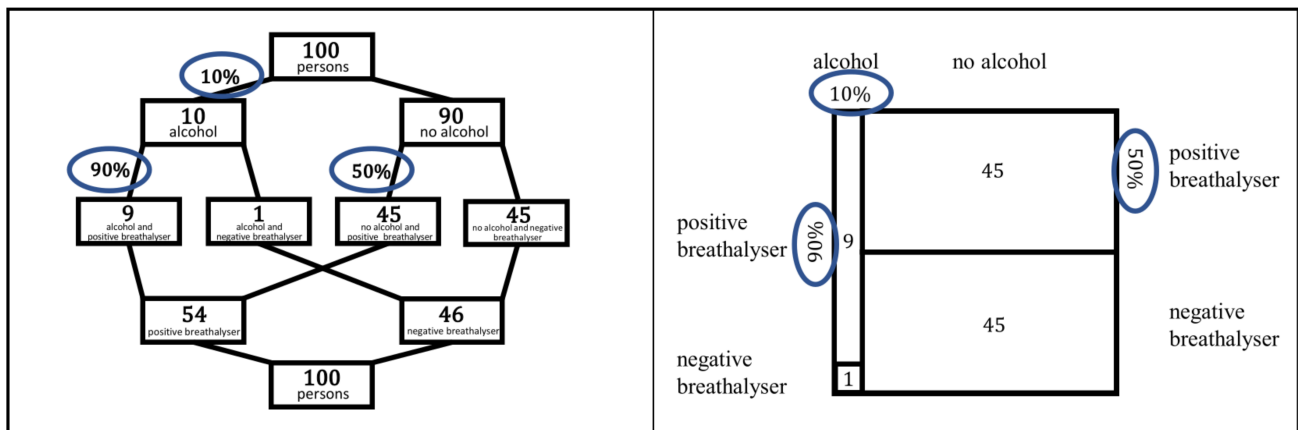 100
persons
10%
10
alcohol
90
no alcohol
90%
50%
9
alcohol and
positive breathalyser
1
alcohol and
negative breathalyser
45
no alcohol and
positive breathalyser
45
no alcohol and negative
breathalyser
54
positive breathalyser
46
negative breathalyser
100
persons
alcohol
no alcohol
10%
45
50%
positive
breathalyser
positive
breathalyser
90%
9
45
negative
breathalyser
negative
breathalyser
1